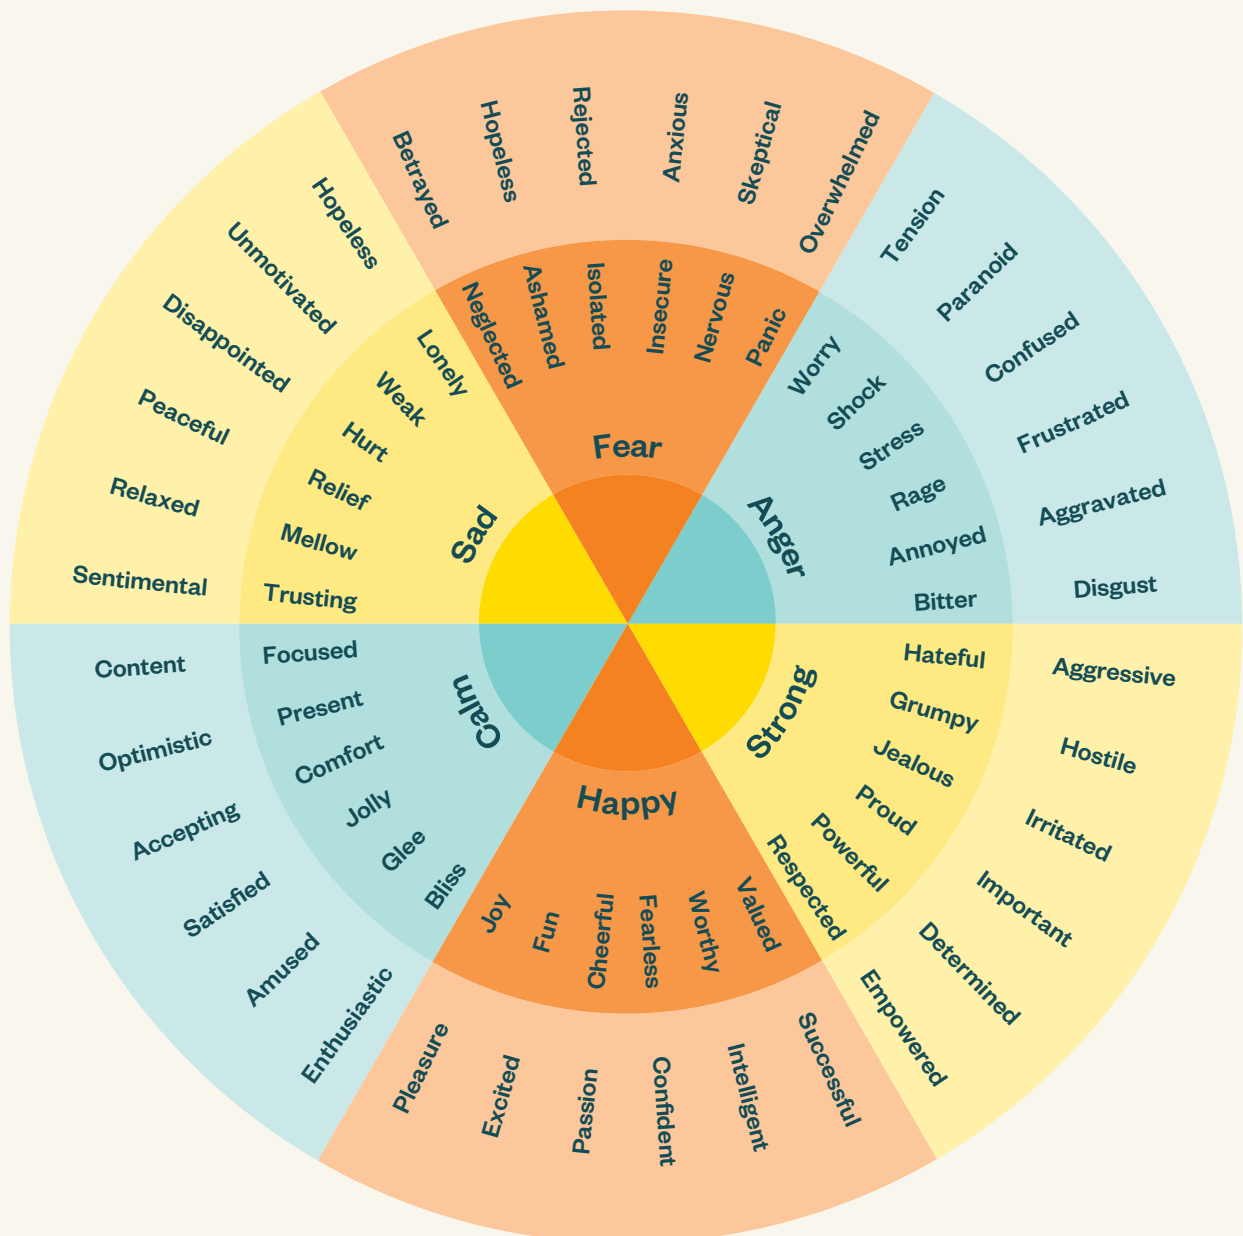 Betrayed
Hopeless
Rejected
Anxious
Skeptical
Overwhelmed
Neglected
Ashamed
Isolated
Insecure
Nervous
Panic
Fear
Tension
Paranoid
Confused
Frustrated
Aggravated
Disgust
Worry
Shock
Stress
Rage
Annoyed
Bitter
Anger
Aggressive
Hostile
Irritated
Important
Determined
Empowered
Hateful
Grumpy
Jealous
Proud
Powerful
Respected
Strong
Successful
Intelligent
Confident
Passion
Excited
Pleasure
Valued
Worthy
Fearless
Cheerful
Fun
Joy
Happy
Enthusiastic
Amused
Satisfied
Accepting
Optimistic
Content
Bliss
Glee
Jolly
Comfort
Present
Focused
Calm
Sentimental
Relaxed
Peaceful
Disappointed
Unmotivated
Hopeless
Trusting
Mellow
Relief
Hurt
Weak
Lonely
Sad